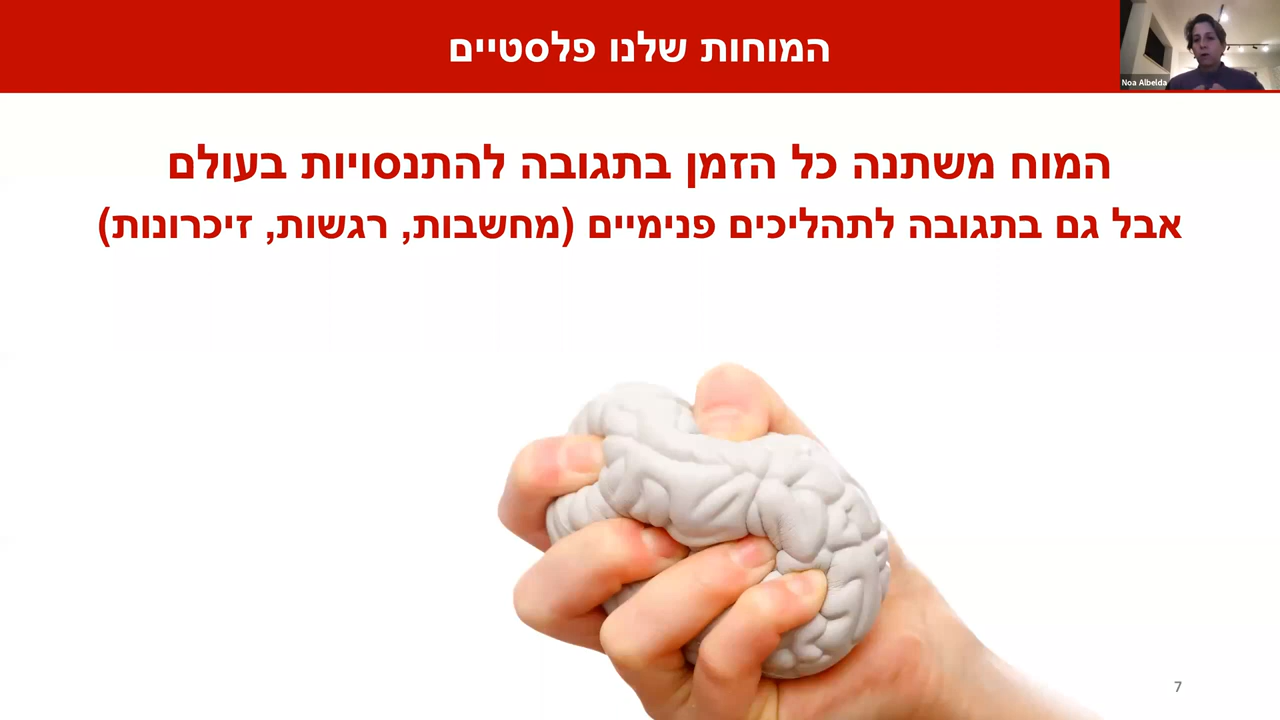 המוחות שלנו פלסטיים
Noa Albelda
המוח משתנה כל הזמן בתגובה להתנסויות בעולם
אבל גם בתגובה לתהליכים פנימיים (מחשבות, רגשות, זיכרונות)
7